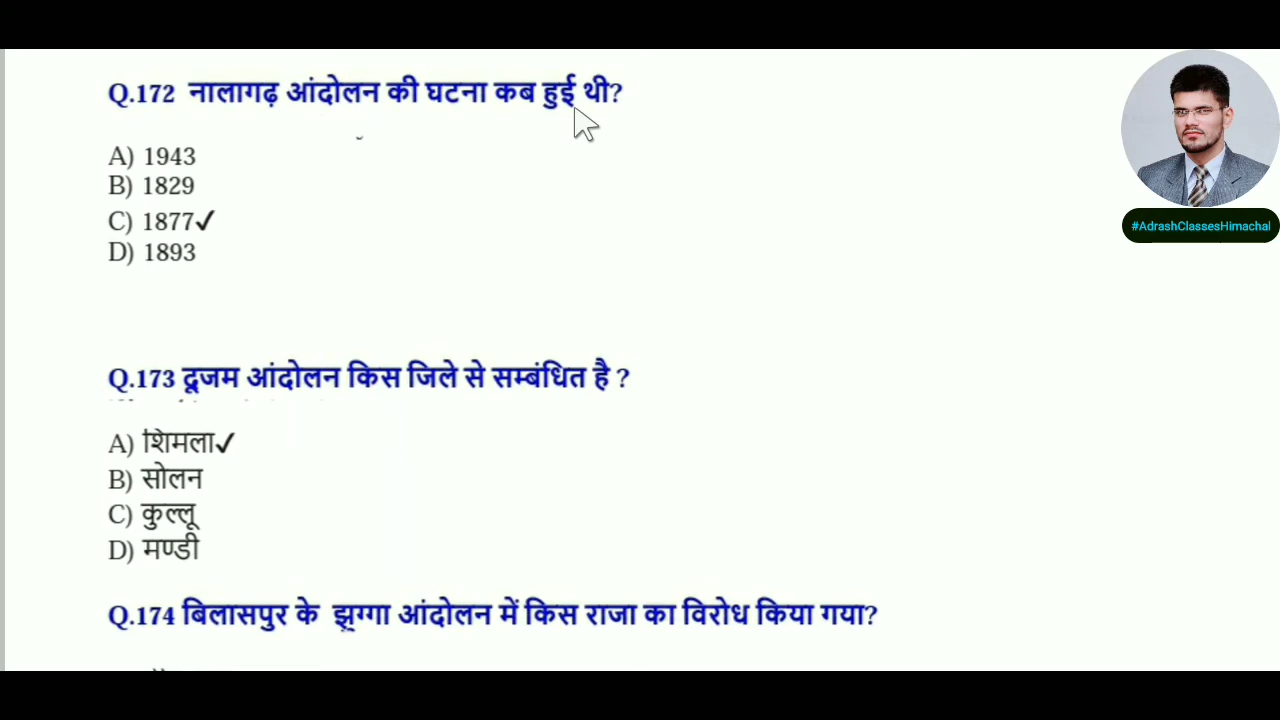 Q.172 नालागढ़ आंदोलन की घटना कब हुई थी?
A) 1943
B) 1829
C) 1877✓
D) 1893
#AdrashClassesHimachal
Q.173 दूजम आंदोलन किस जिले से सम्बंधित है ?
A) शिमला✓
B) सोलन
C) कुल्लू
D) मण्डी
Q.174 बिलासपुर के झुग्गा आंदोलन में किस राजा का विरोध किया गया?